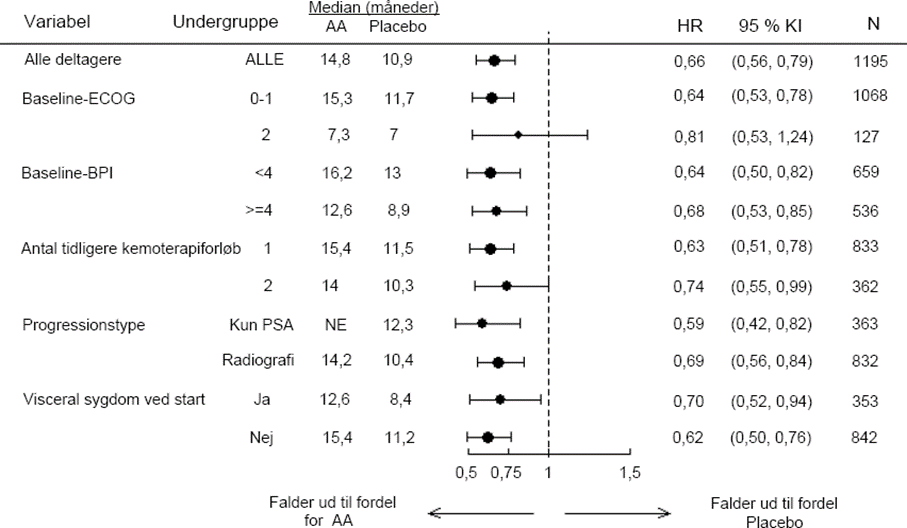 Variabel Undergruppe Median (måneder) HR 95 % KI N
AA Placebo
Alle deltagere ALLE 14,8 10,9 0,66 (0,56, 0,79) 1195
Baseline-ECOG 0-1 15,3 11,7 0,64 (0,53, 0,78) 1068
2 7,3 7 0,81 (0,53, 1,24) 127
Baseline-BPI <4 16,2 13 0,64 (0,50, 0,82) 659
>=4 12,6 8,9 0,68 (0,53, 0,85) 536
Antal tidligere kemoterapiforløb 1 15,4 11,5 0,63 (0,51, 0,78) 833
2 14 10,3 0,74 (0,55, 0,99) 362
Progressionstype Kun PSA NE 12,3 0,59 (0,42, 0,82) 363
Radiografi 14,2 10,4 0,69 (0,56, 0,84) 832
Visceral sygdom ved start Ja 12,6 8,4 0,70 (0,52, 0,94) 353
Nej 15,4 11,2 0,62 (0,50, 0,76) 842
0,5 0,75 1 1,5
Falder ud til fordel
for AA
Falder ud til fordel
Placebo